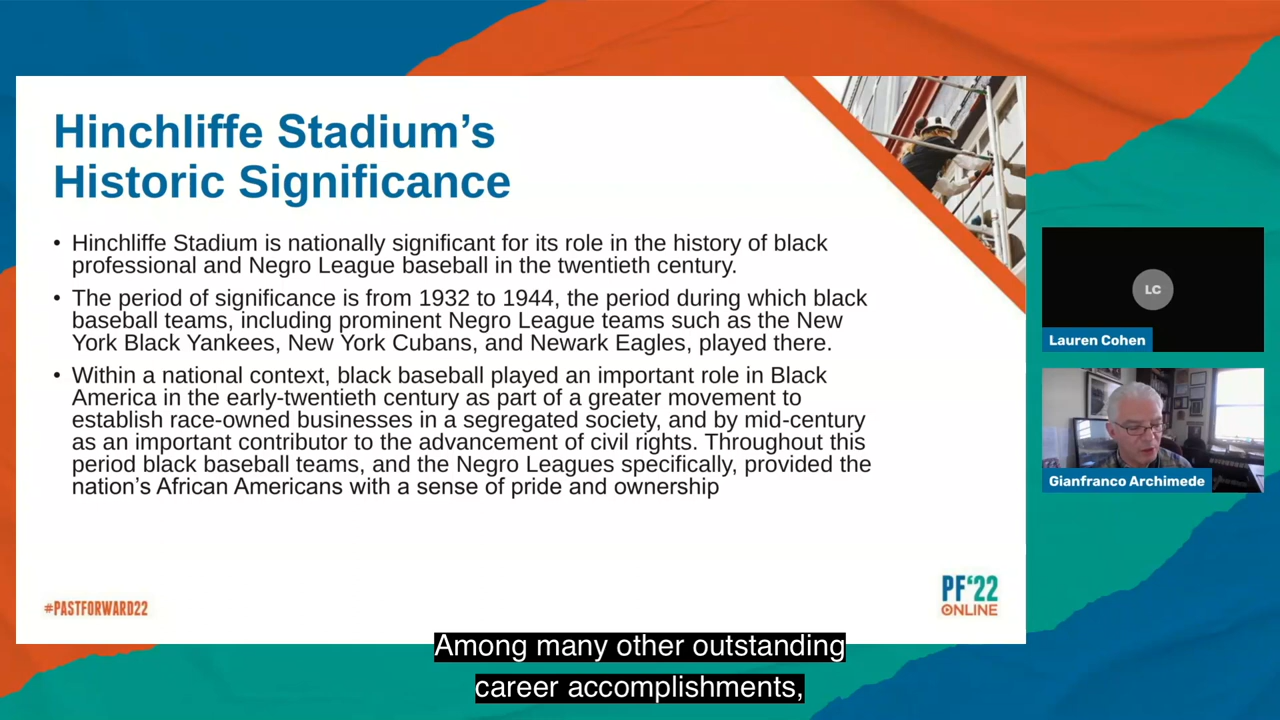 Hinchliffe Stadium's
Historic Significance
• Hinchliffe Stadium is nationally significant for its role in the history of black
professional and Negro League baseball in the twentieth century.
• The period of significance is from 1932 to 1944, the period during which black
baseball teams, including prominent Negro League teams such as the New
York Black Yankees, New York Cubans, and Newark Eagles, played there.
• Within a national context, black baseball played an important role in Black
America in the early-twentieth century as part of a greater movement to
establish race-owned businesses in a segregated society, and by mid-century
as an important contributor to the advancement of civil rights. Throughout this
period black baseball teams, and the Negro Leagues specifically, provided the
nation's African Americans with a sense of pride and ownership
#PASTFORWARD22
PF'22
ONLINE
LC
Lauren Cohen
Gianfranco Archimede
Among many other outstanding
career accomplishments,